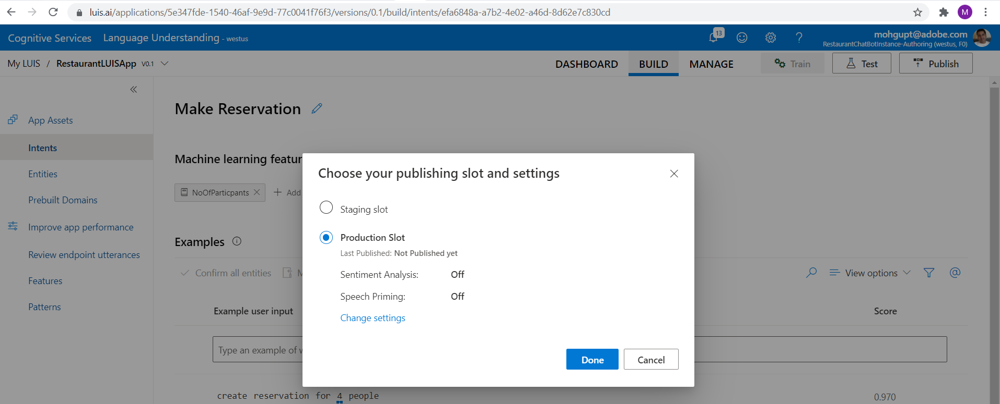 luis.ai/applications/5e347fde-1540-46af-9e9d-77c0041f76f3/versions/0.1/build/intents/efa6848a-a7b2-4e02-a46d-8d62e7c830cd
M
Cognitive Services Language Understanding - westus
13
?
mohgupt@adobe.com
RestaurantChatBotInstance-Authoring (westus, F0)
My LUIS / RestaurantLUISApp V0.1
DASHBOARD BUILD MANAGE Train Test Publish
App Assets
Intents
Entities
Prebuilt Domains
Improve app performance
Review endpoint utterances
Features
Patterns
Make Reservation
Machine learning featur
NoOfParticpants
+ Add
Examples
Confirm all entities M
View options
@
Example user input
Score
Type an example of w
create reservation for 4 people
0.970
Choose your publishing slot and settings
Staging slot
Production Slot
Last Published: Not Published yet
Sentiment Analysis: Off
Speech Priming: Off
Change settings
Done Cancel